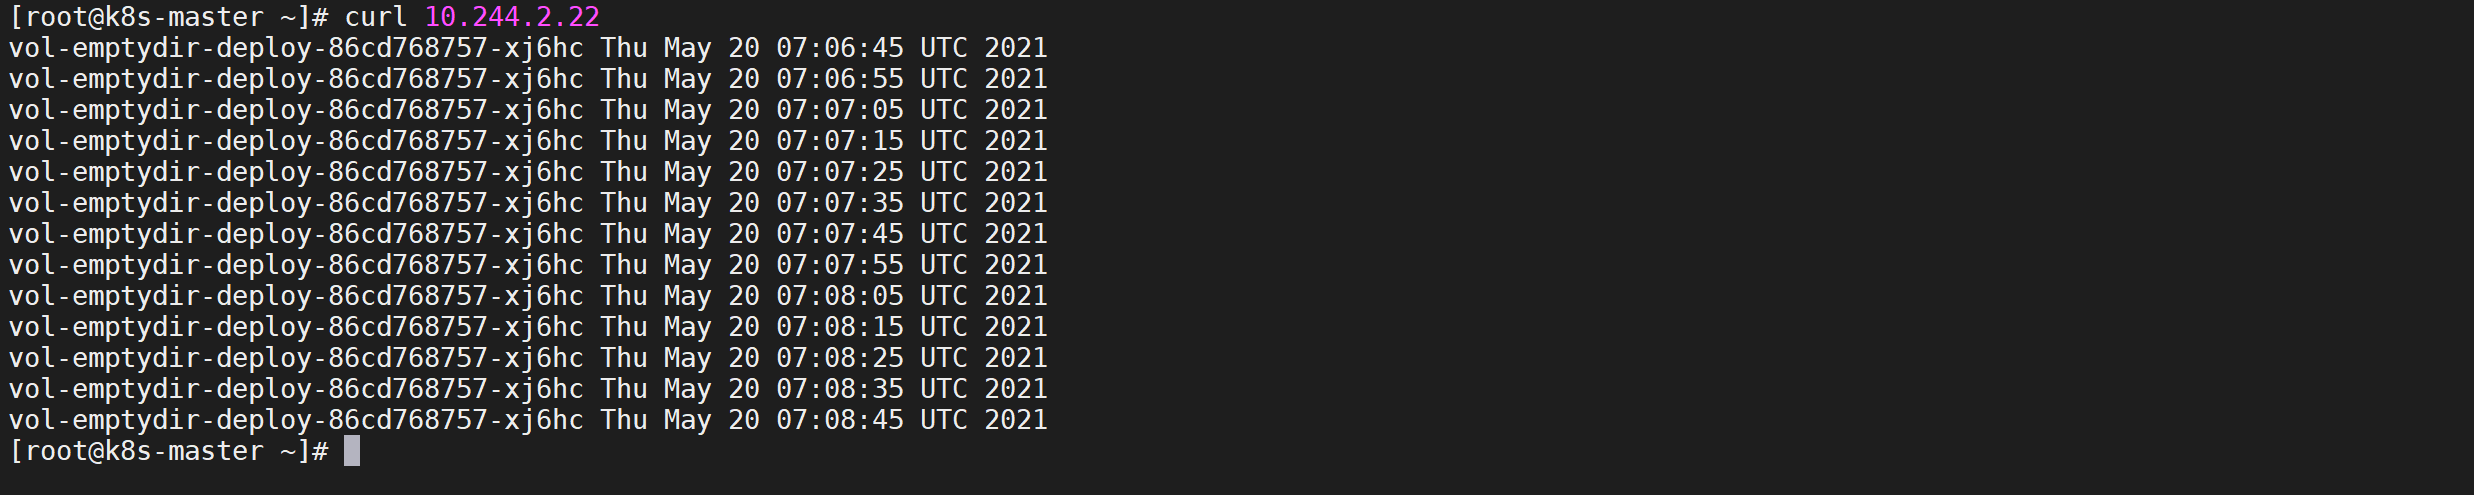 [root@k8s-master ~]# curl 10.244.2.22
vol-emptydir-deploy-86cd768757-xj6hc Thu May 20 07:06:45 UTC 2021
vol-emptydir-deploy-86cd768757-xj6hc Thu May 20 07:06:55 UTC 2021
vol-emptydir-deploy-86cd768757-xj6hc Thu May 20 07:07:05 UTC 2021
vol-emptydir-deploy-86cd768757-xj6hc Thu May 20 07:07:15 UTC 2021
vol-emptydir-deploy-86cd768757-xj6hc Thu May 20 07:07:25 UTC 2021
vol-emptydir-deploy-86cd768757-xj6hc Thu May 20 07:07:35 UTC 2021
vol-emptydir-deploy-86cd768757-xj6hc Thu May 20 07:07:45 UTC 2021
vol-emptydir-deploy-86cd768757-xj6hc Thu May 20 07:07:55 UTC 2021
vol-emptydir-deploy-86cd768757-xj6hc Thu May 20 07:08:05 UTC 2021
vol-emptydir-deploy-86cd768757-xj6hc Thu May 20 07:08:15 UTC 2021
vol-emptydir-deploy-86cd768757-xj6hc Thu May 20 07:08:25 UTC 2021
vol-emptydir-deploy-86cd768757-xj6hc Thu May 20 07:08:35 UTC 2021
vol-emptydir-deploy-86cd768757-xj6hc Thu May 20 07:08:45 UTC 2021
[root@k8s-master ~]#